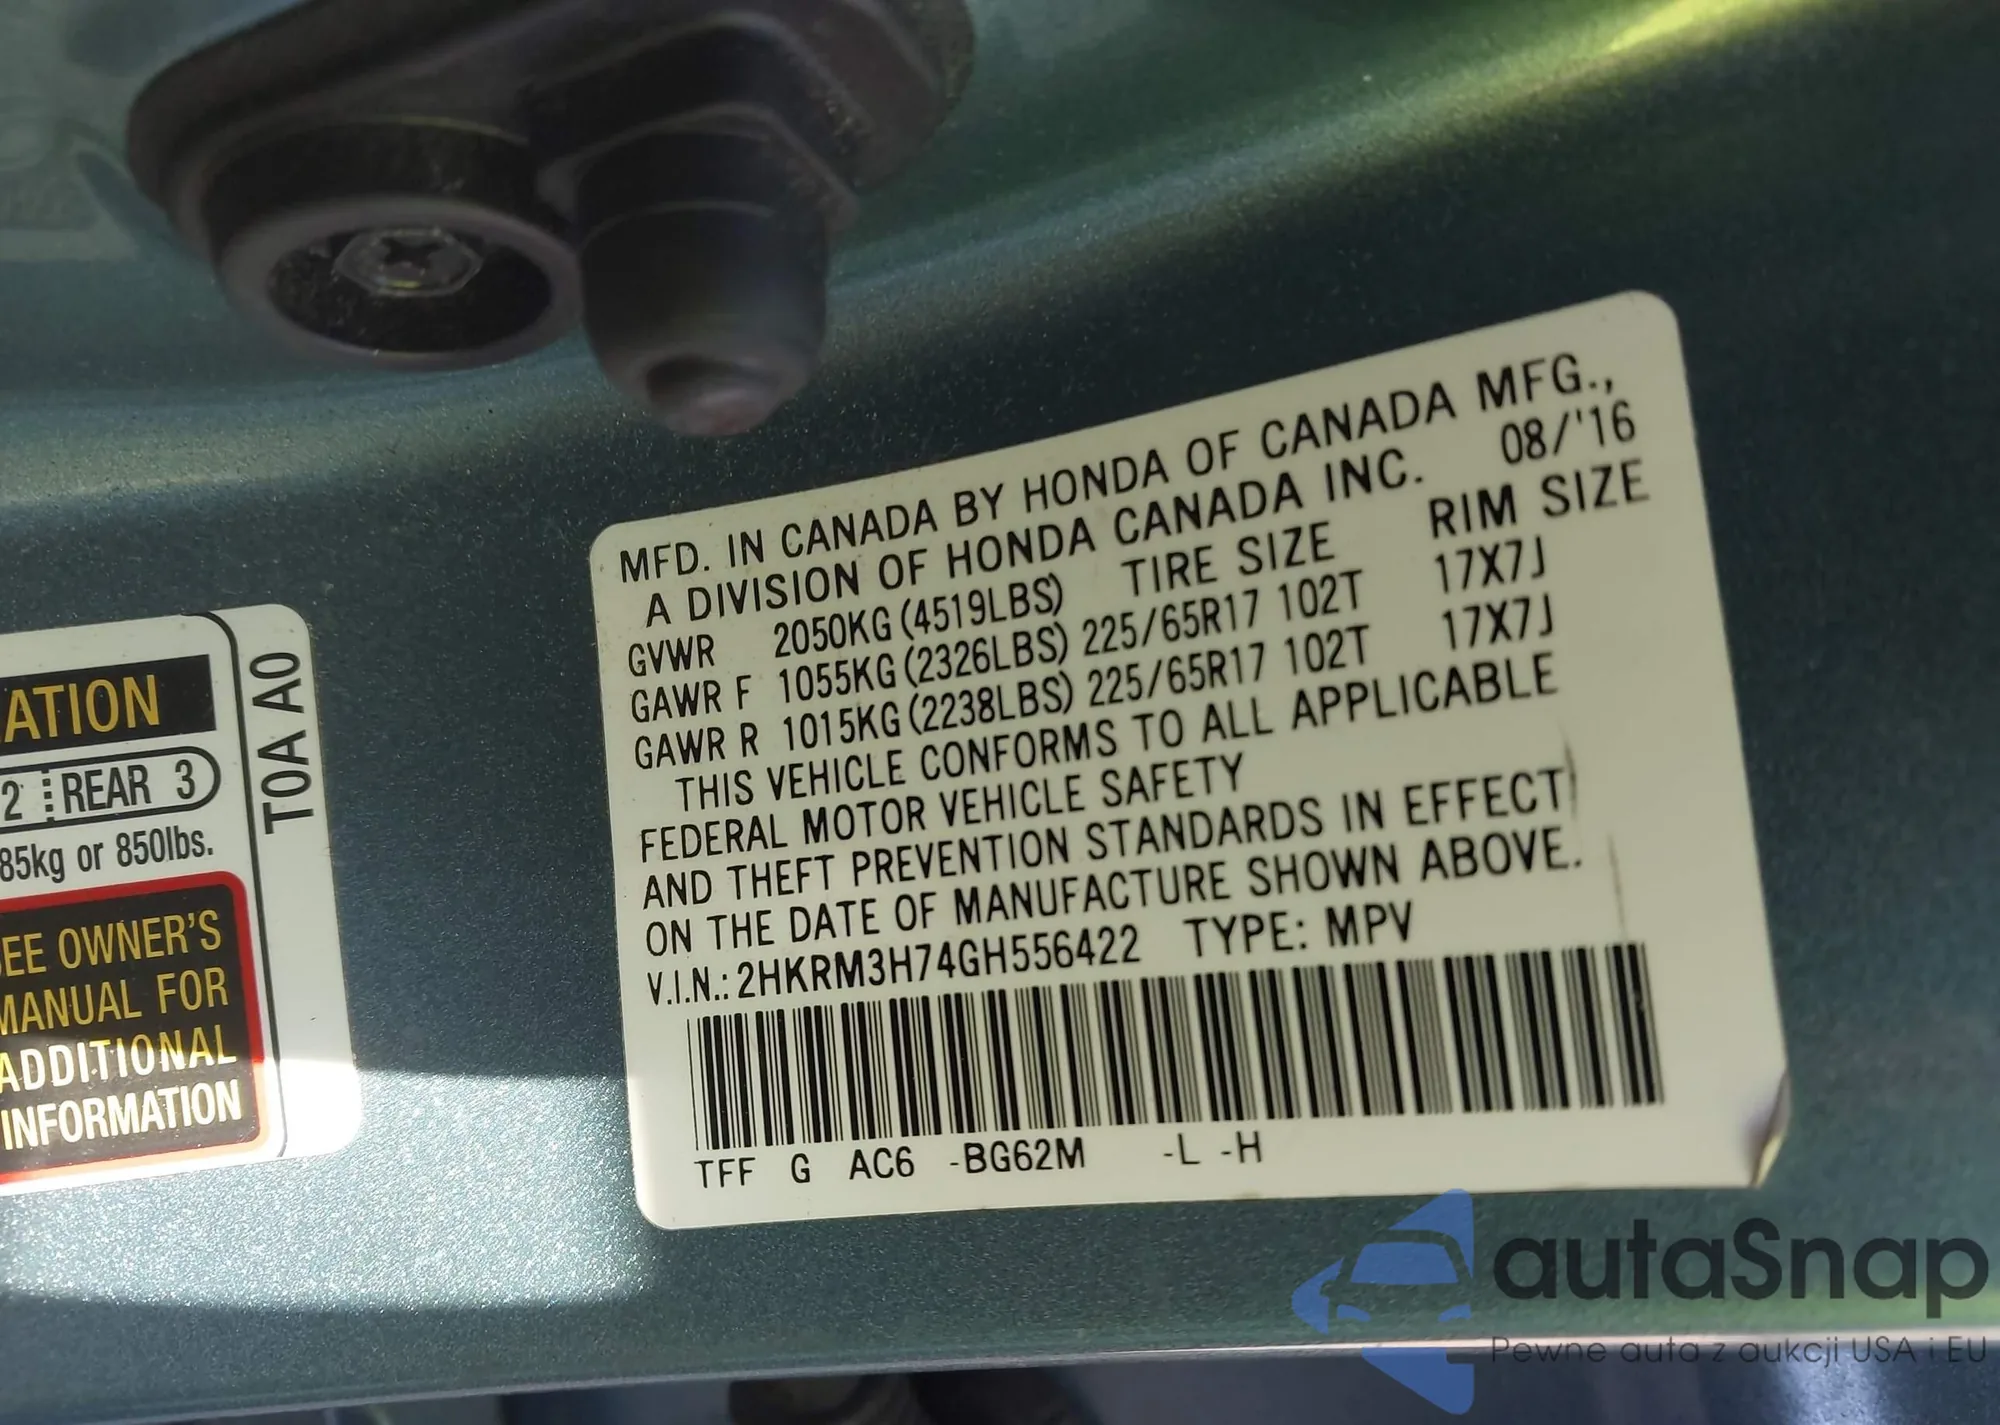 MFD. IN CANADA BY HONDA OF CANADA MFG.,
A DIVISION OF HONDA CANADA INC. 08/'16
GVWR 2050KG (4519LBS) TIRE SIZE RIM SIZE
GAWR F 1055KG (2326LBS) 225/65R17 102T 17X7J
GAWR R 1015KG (2238LBS) 225/65R17 102T 17X7J
THIS VEHICLE CONFORMS TO ALL APPLICABLE
FEDERAL MOTOR VEHICLE SAFETY
AND THEFT PREVENTION STANDARDS IN EFFECT
ON THE DATE OF MANUFACTURE SHOWN ABOVE.
V.I.N.: 2HKRM3H74GH556422 TYPE: MPV
TFF G AC6 -BG62M -L -H
ATION
2 REAR 3
85kg or 850lbs.
EE OWNER'S
MANUAL FOR
ADDITIONAL
INFORMATION
T0A A0
autaSnap
Pewne auta z aukcji USA i EU